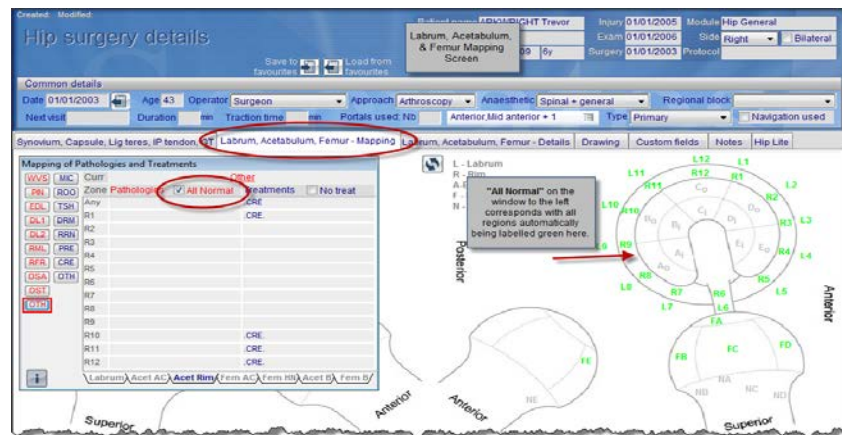 Created: Modified:
Hip surgery details
Patient name ARKWRIGHT Trevor
Injury 01/01/2005 Module Hip General
Exam 01/01/2006 Side Right Bilateral
6y Surgery 01/01/2003 Protocol
Labrum, Acetabulum,
& Femur Mapping
Screen
Save to
favourites
Load from
favourites
Common details
Date 01/01/2003 Age 43 Operator Surgeon Approach Arthroscopy Anaesthetic Spinal + general Regional block
Next visit Duration min Traction time min Portals used: Nb Anterior,Mid anterior + 1 Type Primary Navigation used
Synovium, Capsule, Lig teres, IP tendon, OT Labrum, Acetabulum, Femur - Mapping Labrum, Acetabulum, Femur - Details Drawing Custom fields Notes Hip Lite
Mapping of Pathologies and Treatments
WVS MIC Curr Other
PIN ROO Zone Pathologies All Normal Treatments No treat
EDL TSH Any .CRE
DL1 DRM R1 .CRE.
DL2 RRN R2
RML PRE R3
RFR CRE R4
OSA OTH R5
OST R6
OTH R7
R8
R9
R10 .CRE.
R11 .CRE.
R12 .CRE.
Labrum Acet AC Acet Rim Fem AC Fem HN Acet B Fem B
L - Labrum
R - Rim
"All Normal" on the
window to the left
corresponds with all
regions automatically
being labelled green here.
L12 L1
L11 R12 R1
R11 Co L2
L10 R10 Do R3 L3
Bo Bi Ci Di
R9 Ai Ei Eo R4 L4
R8 Ao R5
L8 R7 R6 L5
L7 L6
Posterior
Anterior
FA
FE FB FC FD
NE NA
NB NC ND
Superior
Anterior
Anterior
Superior